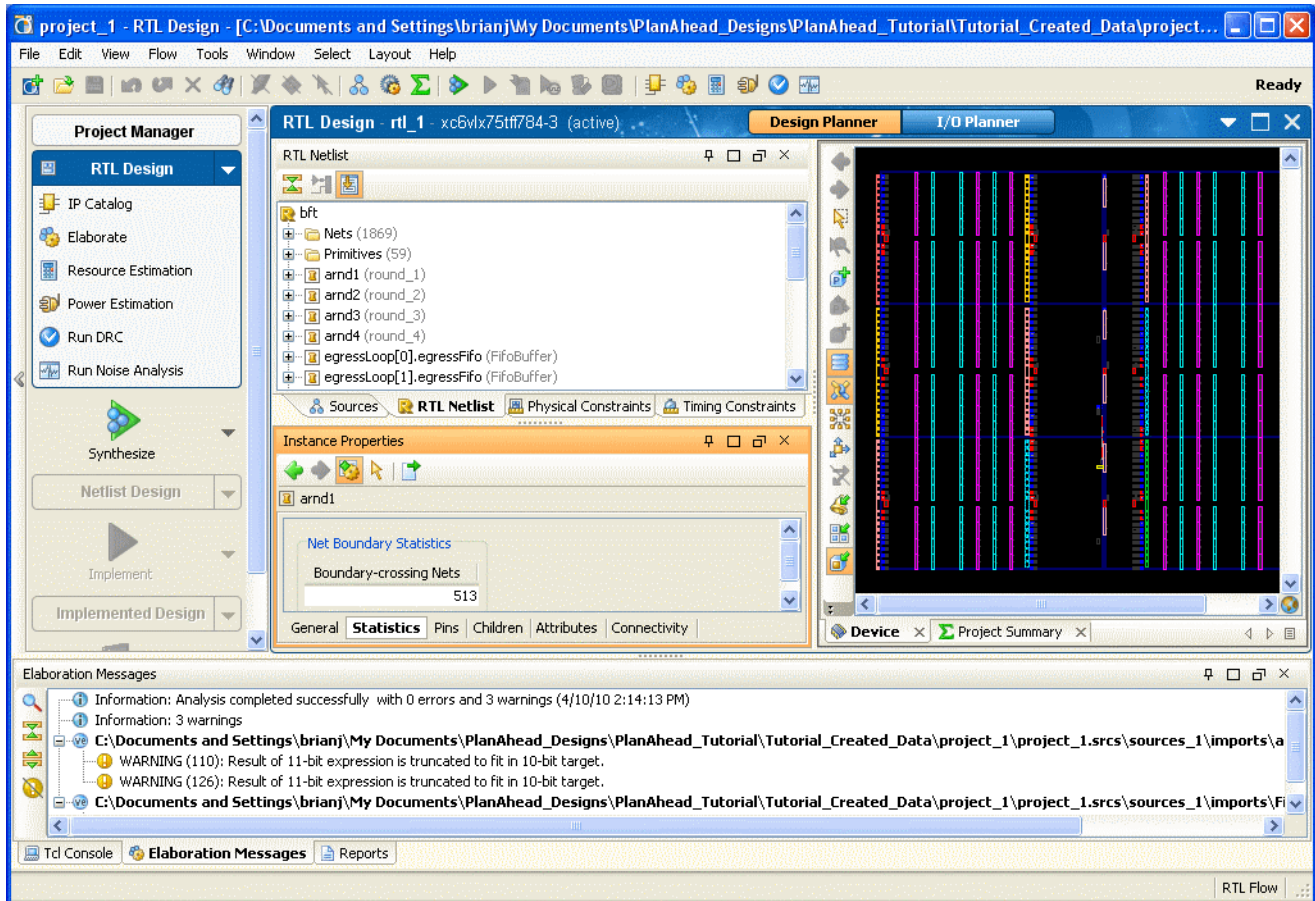 project_1 - RTL Design - [C:\Documents and Settings\brianj\My Documents\PlanAhead_Designs\PlanAhead_Tutorial\Tutorial_Created_Data\project...
File Edit View Flow Tools Window Select Layout Help
Ready
Project Manager
RTL Design
IP Catalog
Elaborate
Resource Estimation
Power Estimation
Run DRC
Run Noise Analysis
Synthesize
Netlist Design
Implement
Implemented Design
RTL Design - rtl_1 - xc6vlx75tff784-3 (active)
Design Planner
I/O Planner
RTL Netlist
bft
Nets (1869)
Primitives (59)
arnd1 (round_1)
arnd2 (round_2)
arnd3 (round_3)
arnd4 (round_4)
egressLoop[0].egressFifo (FifoBuffer)
egressLoop[1].egressFifo (FifoBuffer)
Sources RTL Netlist Physical Constraints Timing Constraints
Instance Properties
arnd1
Net Boundary Statistics
Boundary-crossing Nets
513
General Statistics Pins Children Attributes Connectivity
Device Project Summary
Elaboration Messages
Information: Analysis completed successfully with 0 errors and 3 warnings (4/10/10 2:14:13 PM)
Information: 3 warnings
C:\Documents and Settings\brianj\My Documents\PlanAhead_Designs\PlanAhead_Tutorial\Tutorial_Created_Data\project_1\project_1.srcs\sources_1\imports\a
WARNING (110): Result of 11-bit expression is truncated to fit in 10-bit target.
WARNING (126): Result of 11-bit expression is truncated to fit in 10-bit target.
C:\Documents and Settings\brianj\My Documents\PlanAhead_Designs\PlanAhead_Tutorial\Tutorial_Created_Data\project_1\project_1.srcs\sources_1\imports\Fi
Tcl Console Elaboration Messages Reports
RTL Flow